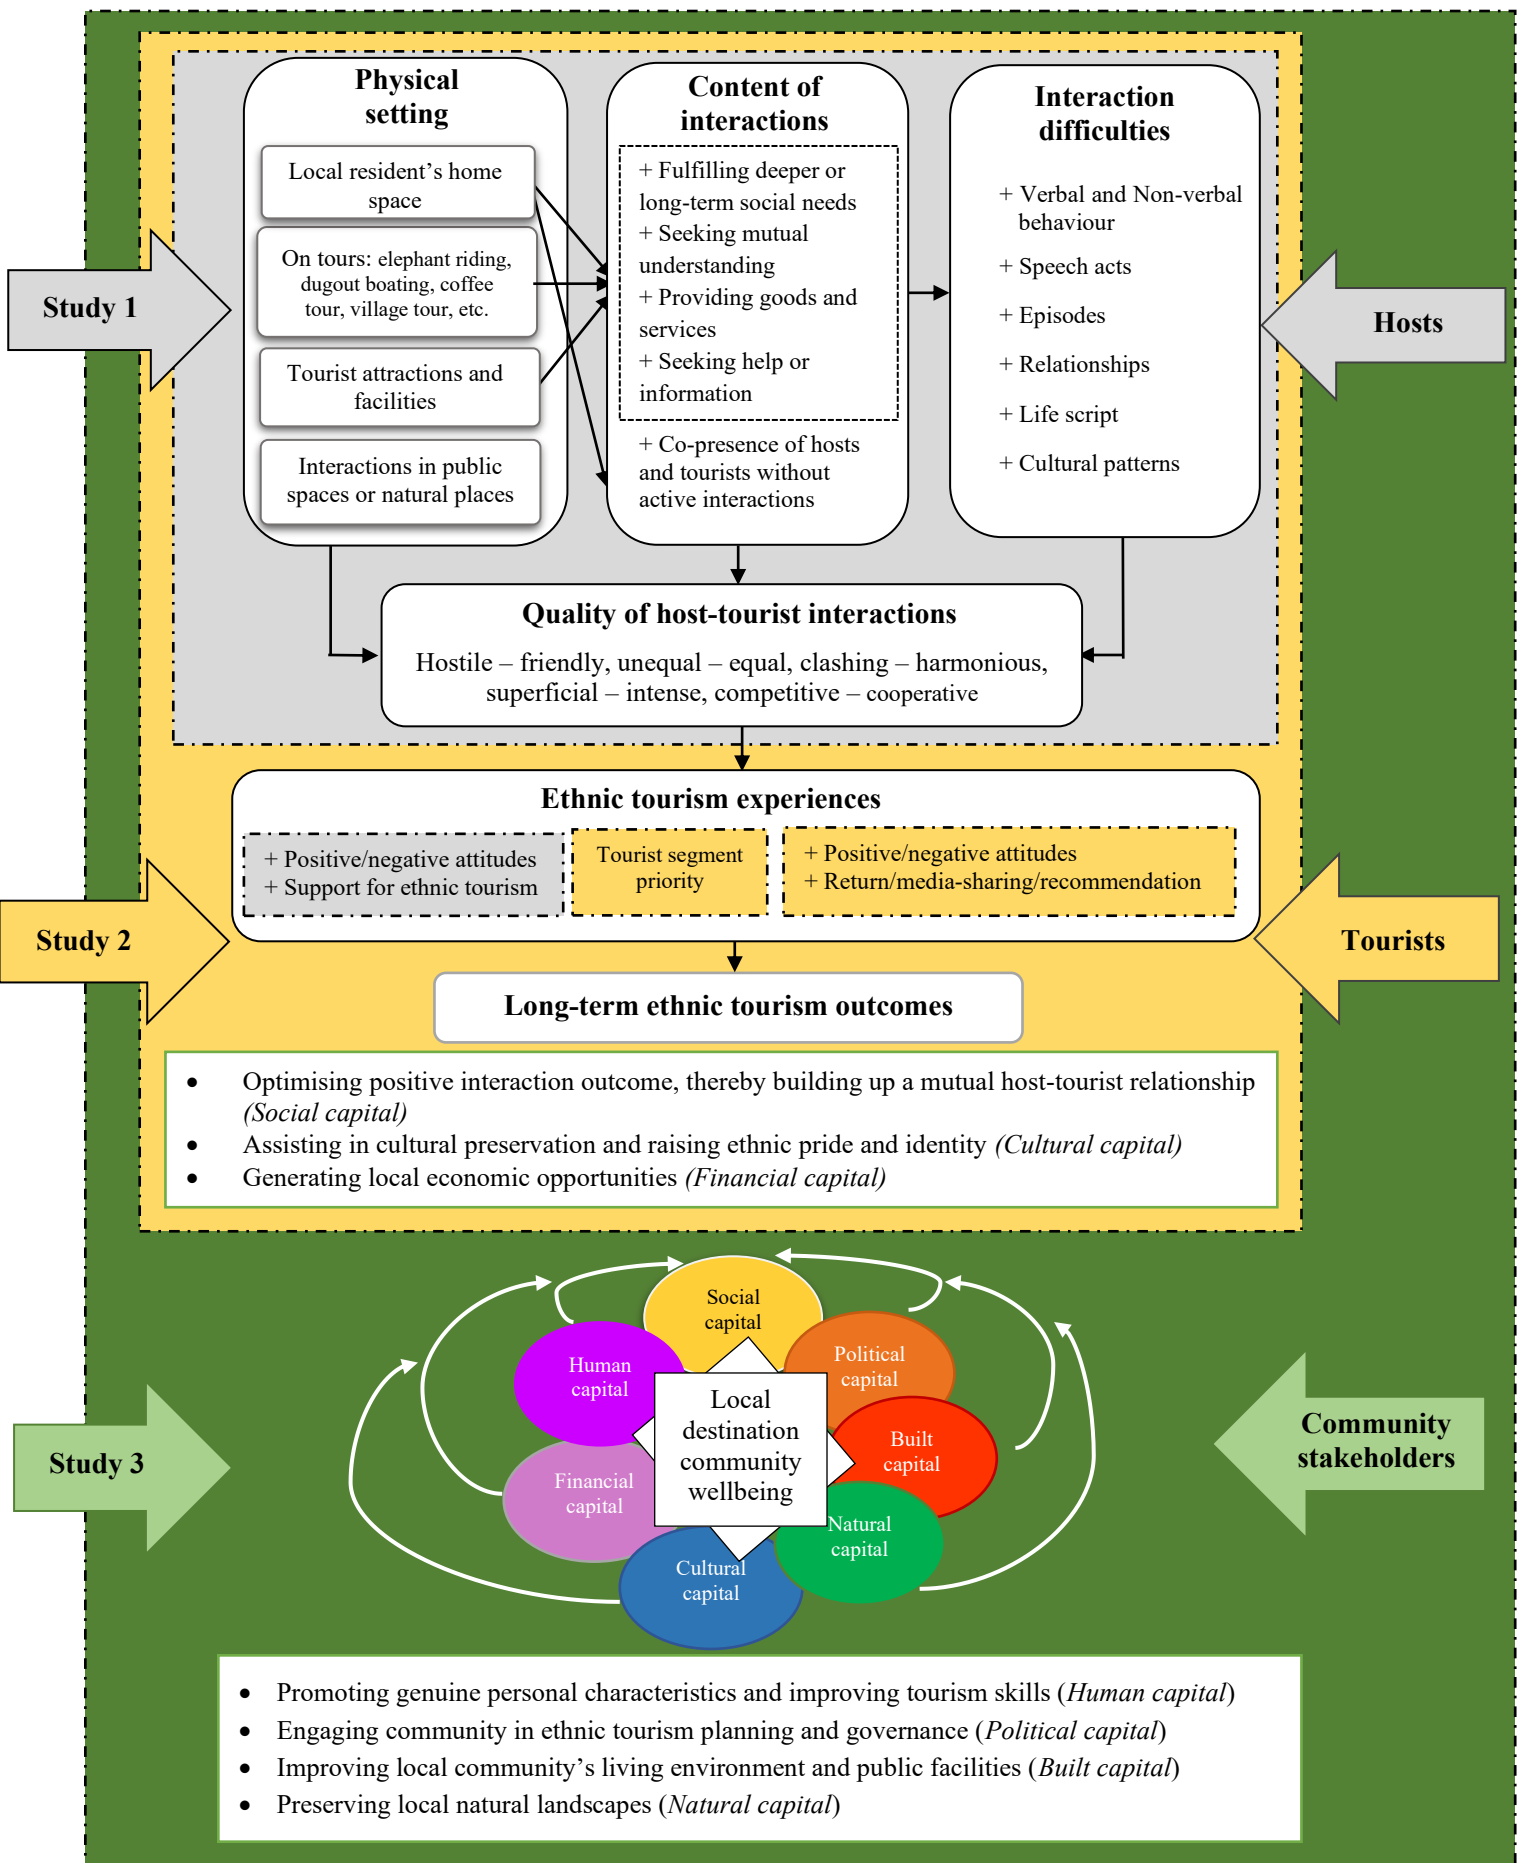 Physical
setting
Local resident’s home
space
On tours: elephant riding,
dugout boating, coffee
tour, village tour, etc.
Tourist attractions and
facilities
Interactions in public
spaces or natural places
Content of
interactions
+ Fulfilling deeper or
long-term social needs
+ Seeking mutual
understanding
+ Providing goods and
services
+ Seeking help or
information
+ Co-presence of hosts
and tourists without
active interactions
Interaction
difficulties
+ Verbal and Non-verbal
behaviour
+ Speech acts
+ Episodes
+ Relationships
+ Life script
+ Cultural patterns
Study 1
Hosts
Quality of host-tourist interactions
Hostile – friendly, unequal – equal, clashing – harmonious,
superficial – intense, competitive – cooperative
Ethnic tourism experiences
+ Positive/negative attitudes
+ Support for ethnic tourism
Tourist segment
priority
+ Positive/negative attitudes
+ Return/media-sharing/recommendation
Study 2
Tourists
Long-term ethnic tourism outcomes
• Optimising positive interaction outcome, thereby building up a mutual host-tourist relationship
(Social capital)
• Assisting in cultural preservation and raising ethnic pride and identity (Cultural capital)
• Generating local economic opportunities (Financial capital)
Social
capital
Political
capital
Human
capital
Built
capital
Local
destination
community
wellbeing
Financial
capital
Natural
capital
Cultural
capital
Study 3
Community
stakeholders
• Promoting genuine personal characteristics and improving tourism skills (Human capital)
• Engaging community in ethnic tourism planning and governance (Political capital)
• Improving local community’s living environment and public facilities (Built capital)
• Preserving local natural landscapes (Natural capital)